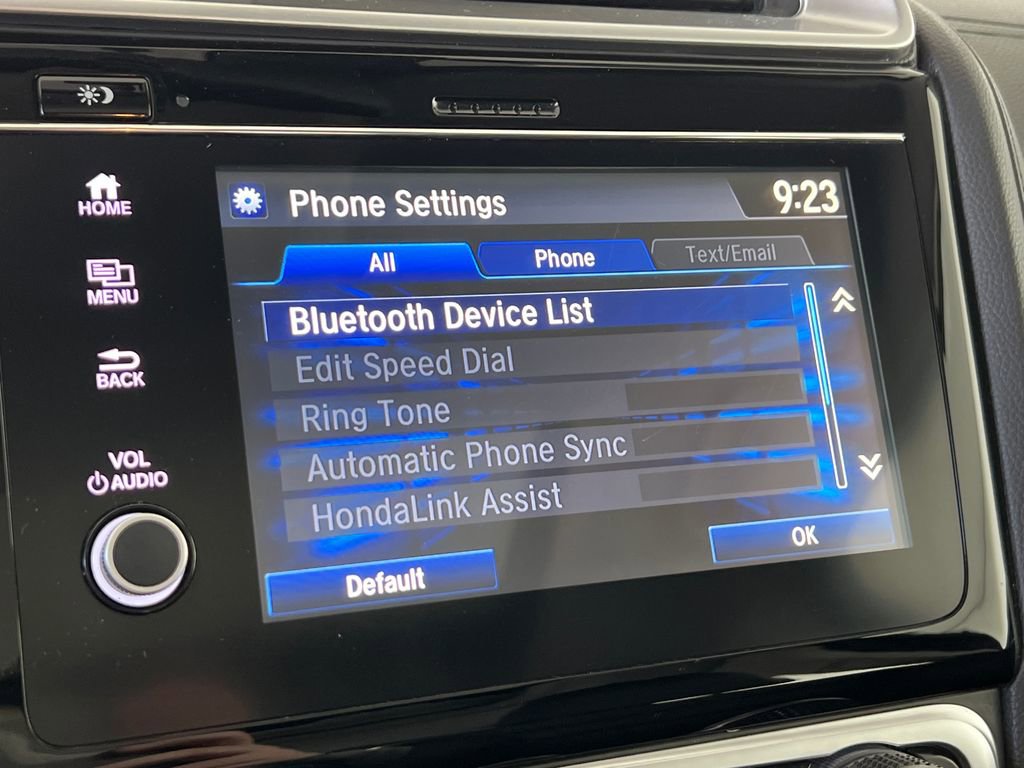 Phone Settings 9:23
All Phone Text/Email
Bluetooth Device List
Edit Speed Dial
Ring Tone
Automatic Phone Sync
HondaLink Assist
Default OK
HOME
MENU
BACK
VOL
AUDIO